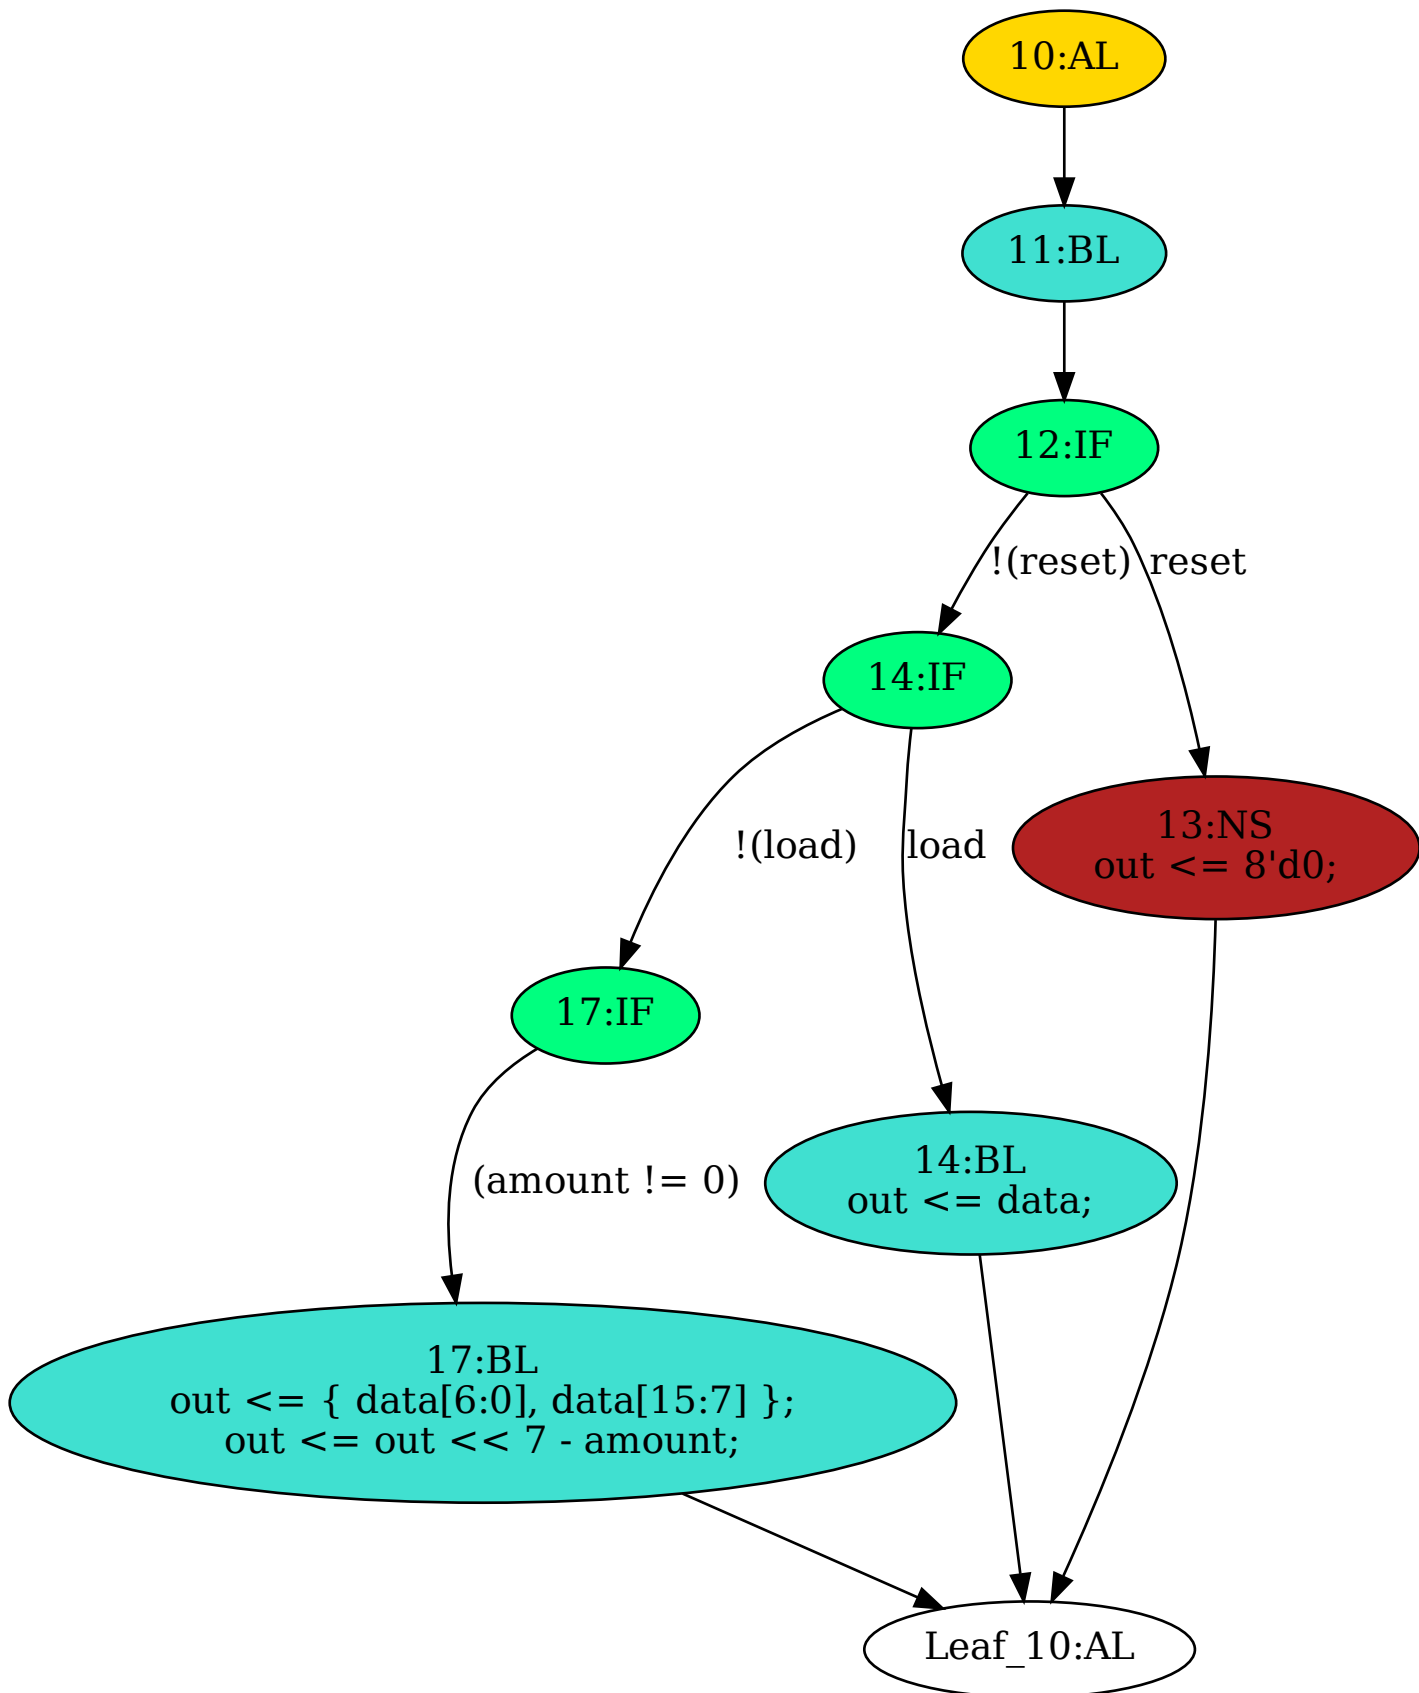 10:AL
11:BL
12:IF
!(reset)
reset
14:IF
13:NS
out <= 8'd0;
!(load)
load
17:IF
14:BL
out <= data;
(amount != 0)
17:BL
out <= { data[6:0], data[15:7] };
out <= out << 7 - amount;
Leaf_10:AL